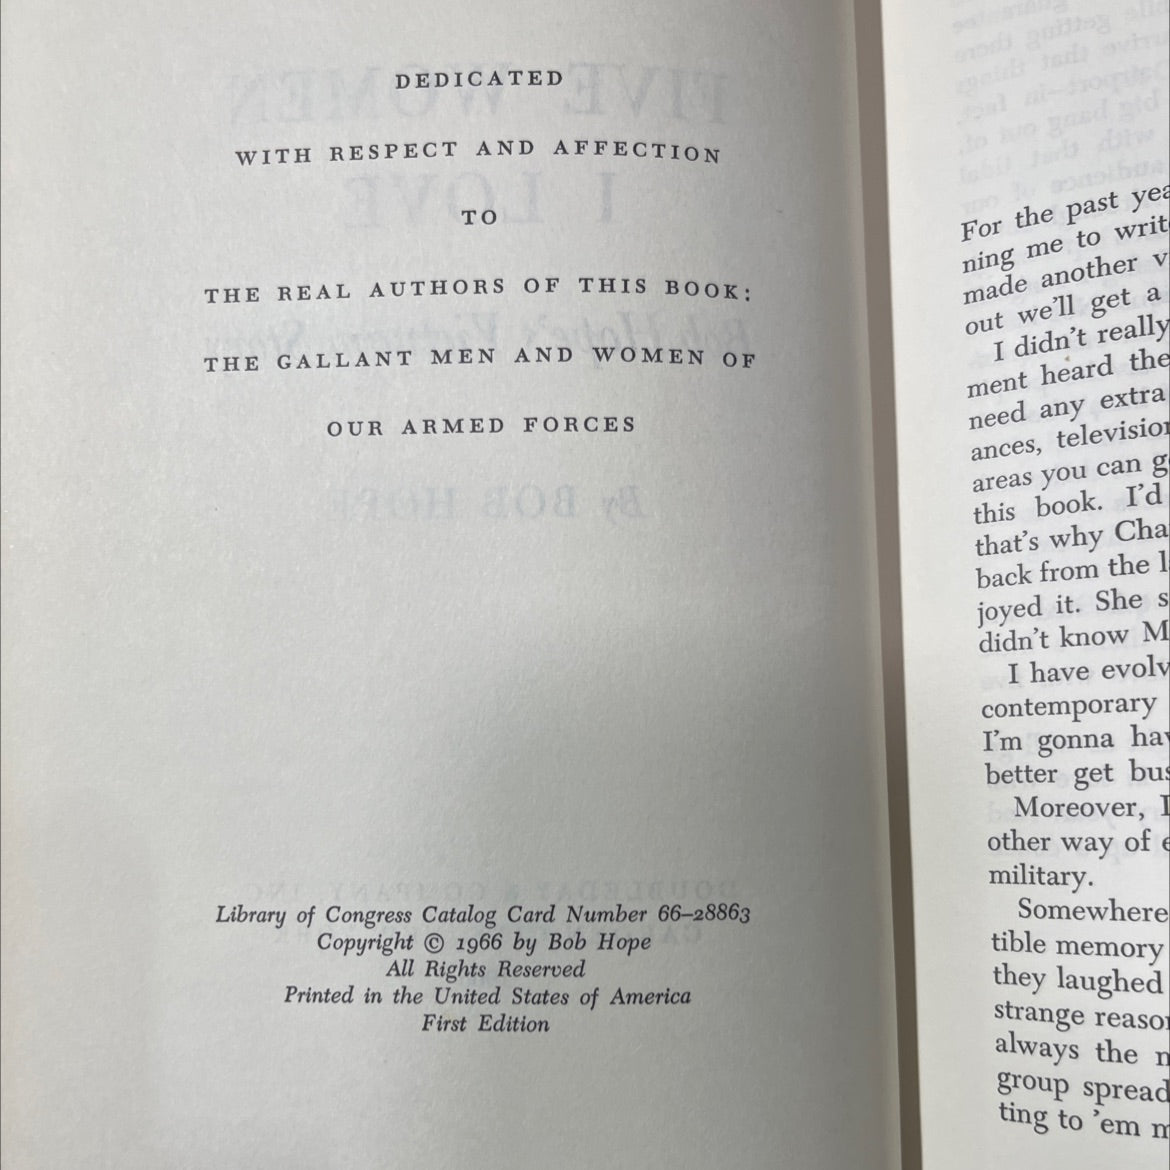 DEDICATED
WITH RESPECT AND AFFECTION
TO
THE REAL AUTHORS OF THIS BOOK:
THE GALLANT MEN AND WOMEN OF
OUR ARMED FORCES
Library of Congress Catalog Card Number 66–28863
Copyright © 1966 by Bob Hope
All Rights Reserved
Printed in the United States of America
First Edition
For the past yea
ning me to writ
made another v
out we'll get a
I didn't really
ment heard the
need any extra
ances, television
areas you can g
this book. I'd
that's why Cha
back from the l
joyed it. She s
didn't know M
I have evolv
contemporary
I'm gonna hav
better get bus
Moreover, I
other way of e
military.
Somewhere
tible memory
they laughed
strange reason
always the n
group spread
ting to 'em m